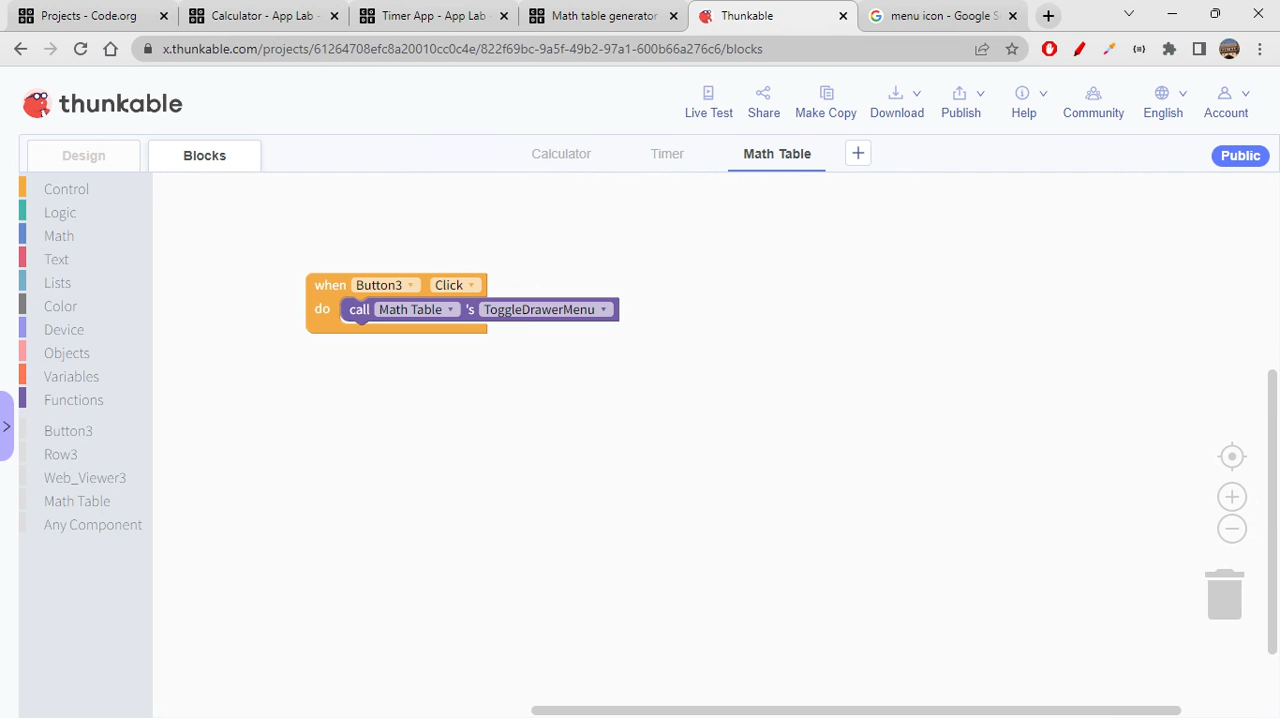 Projects - Code.org
Calculator - App Lab -
Timer App - App Lab -
Math table generator
Thunkable
menu icon - Google S
x.thunkable.com/projects/61264708efc8a20010cc0c4e/822f69bc-9a5f-49b2-97a1-600b66a276c6/blocks
thunkable
Live Test
Share
Make Copy
Download
Publish
Help
Community
English
Account
Design
Blocks
Calculator
Timer
Math Table
Public
Control
Logic
Math
Text
Lists
Color
Device
Objects
Variables
Functions
Button3
Row3
Web_Viewer3
Math Table
Any Component
when Button3 Click
do call Math Table 's ToggleDrawerMenu